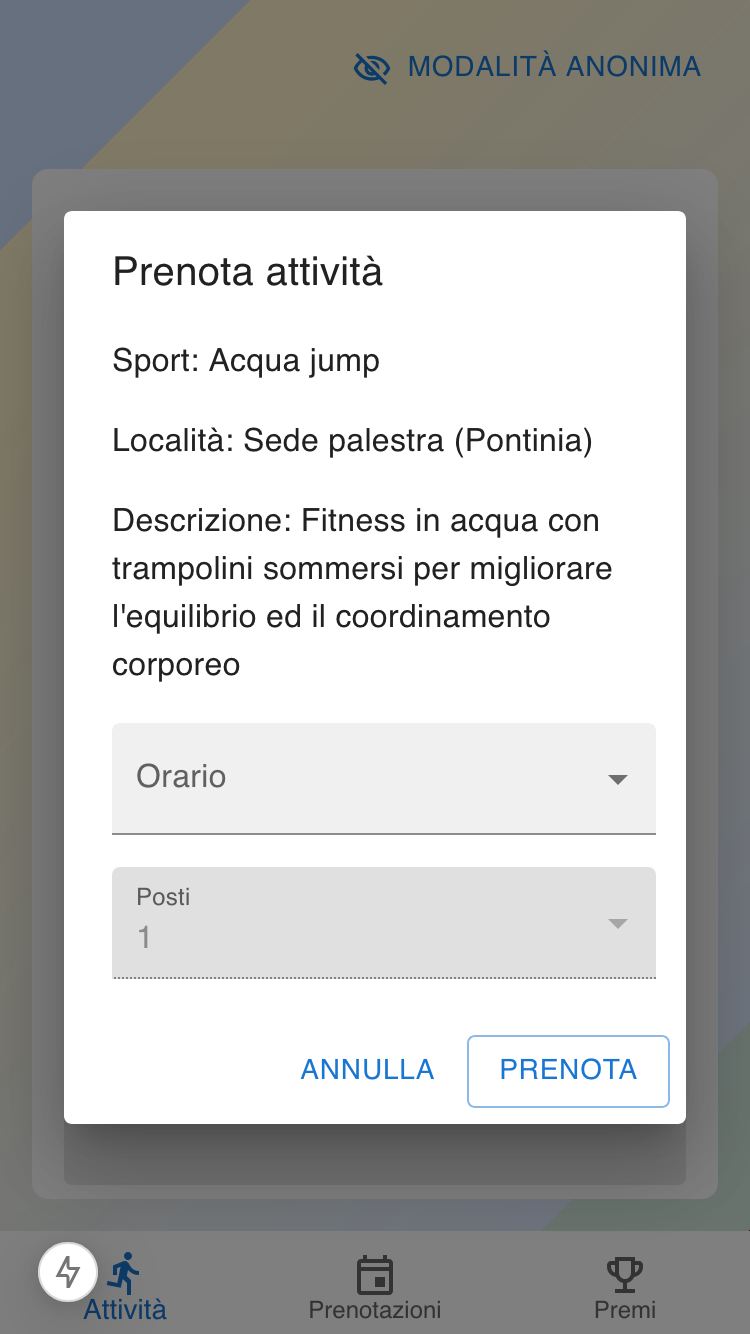 MODALITÀ ANONIMA
Prenota attività
Sport: Acqua jump
Località: Sede palestra (Pontinia)
Descrizione: Fitness in acqua con
trampolini sommersi per migliorare
l'equilibrio ed il coordinamento
corporeo
Orario
Posti
1
ANNULLA PRENOTA
Attività Prenotazioni Premi